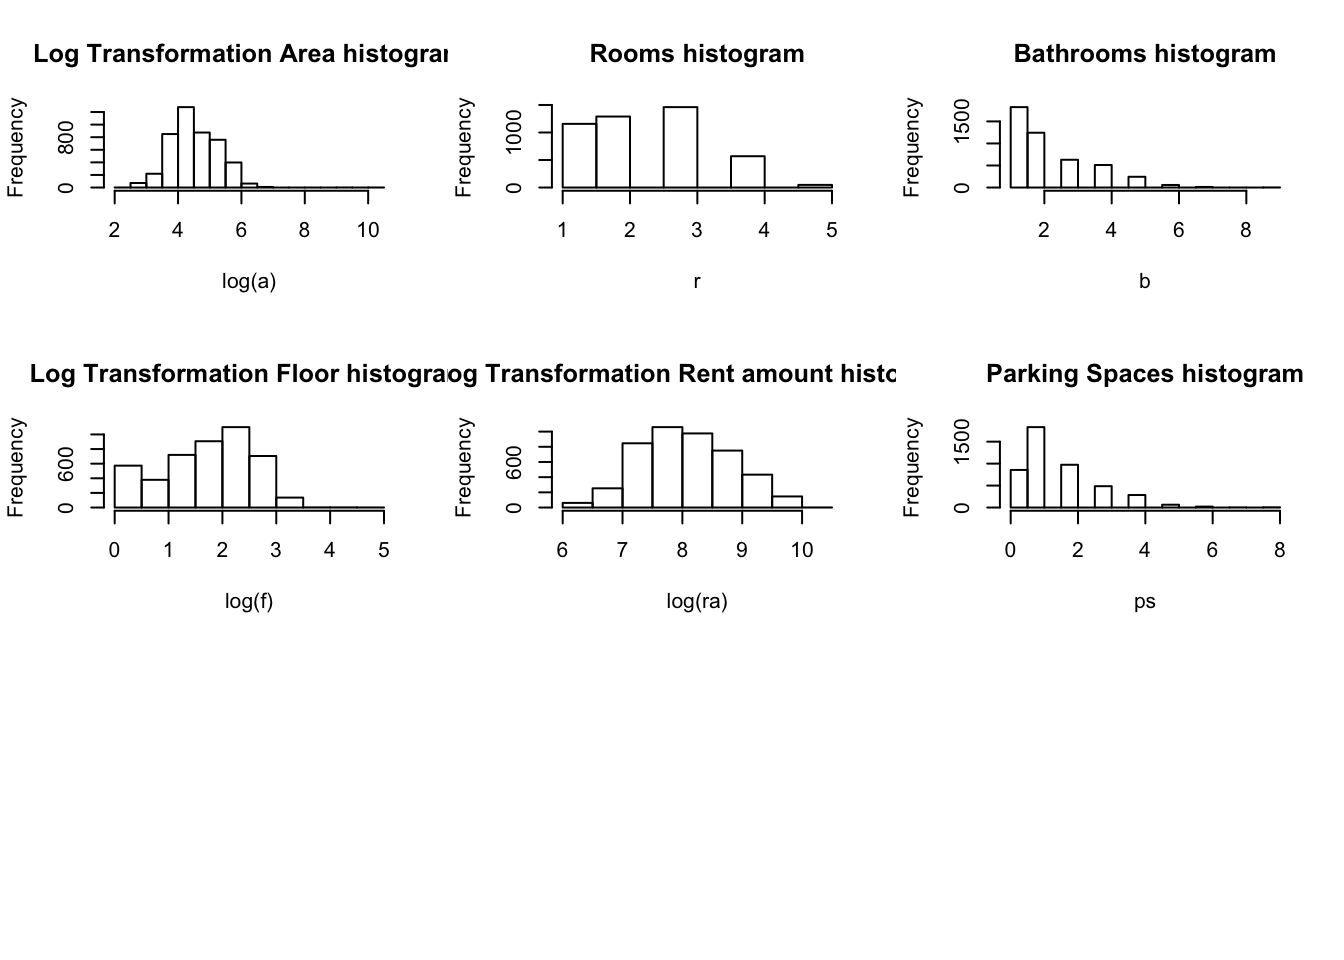 Log Transformation Area histogram
Frequency
0 800
2 4 6 8 10
log(a)
Rooms histogram
Frequency
0 1000
1 2 3 4 5
r
Bathrooms histogram
Frequency
0 1500
2 4 6 8
b
Log Transformation Floor histogra
Frequency
0 600
0 1 2 3 4 5
log(f)
og Transformation Rent amount histo
Frequency
0 600
6 7 8 9 10
log(ra)
Parking Spaces histogram
Frequency
0 1500
0 2 4 6 8
ps